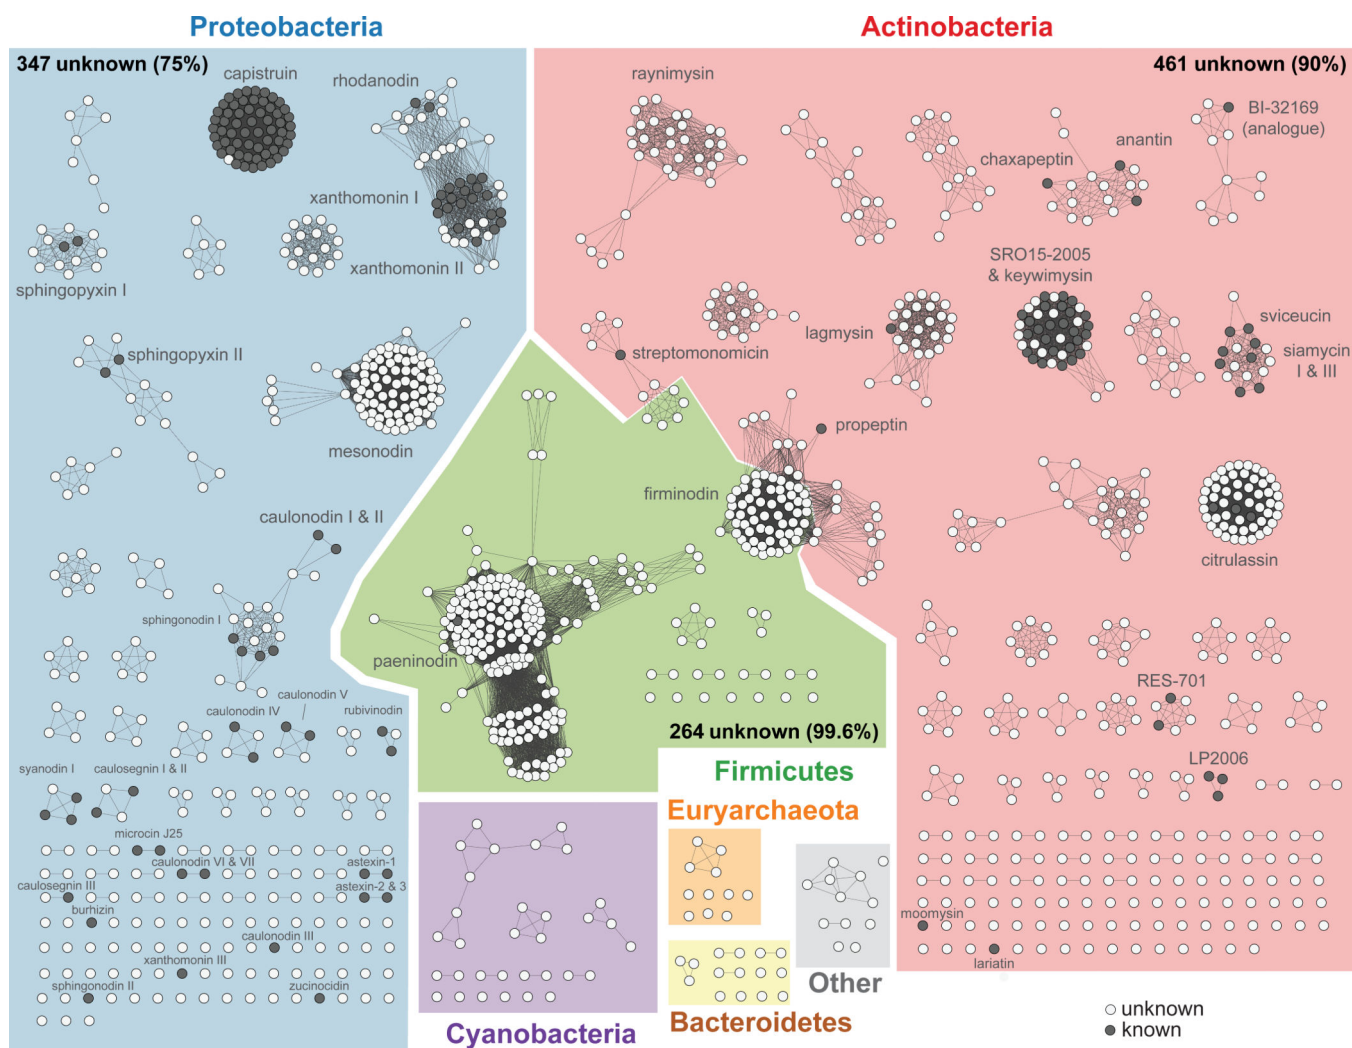 Proteobacteria
Actinobacteria
347 unknown (75%)
461 unknown (90%)
capistruin
rhodanodin
raynimysin
BI-32169
(analogue)
anantin
chaxapeptin
xanthomonin I
xanthomonin II
sphingopyxin I
SRO15-2005
& keywimysin
lagmysin
sviceucin
siamycin
I & III
streptomonomicin
sphingopyxin II
mesonodin
propeptin
firminodin
caulonodin I & II
citrulassin
sphingonodin I
paeninodin
caulonodin V
caulonodin IV
rubivinodin
RES-701
264 unknown (99.6%)
Firmicutes
LP2006
syanodin I
caulosegnin I & II
Euryarchaeota
microcin J25
caulonodin VI & VII
astexin-1
caulosegnin III
astexin-2 & 3
burhizin
moomysin
caulonodin III
xanthomonin III
lariatin
sphingonodin II
zucinocidin
Other
Cyanobacteria
Bacteroidetes
unknown
known